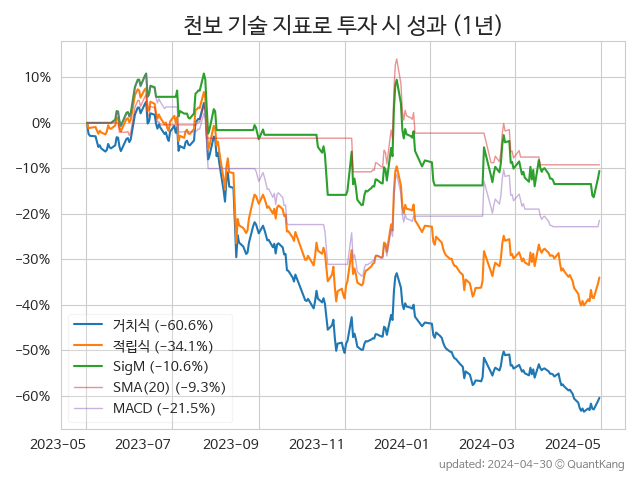 천보 기술 지표로 투자 시 성과 (1년)
10%
0%
−10%
−20%
−30%
−40%
−50%
−60%
거치식 (−60.6%)
적립식 (−34.1%)
SigM (−10.6%)
SMA(20) (−9.3%)
MACD (−21.5%)
2023-05 2023-07 2023-09 2023-11 2024-01 2024-03 2024-05
updated: 2024-04-30 © QuantKang